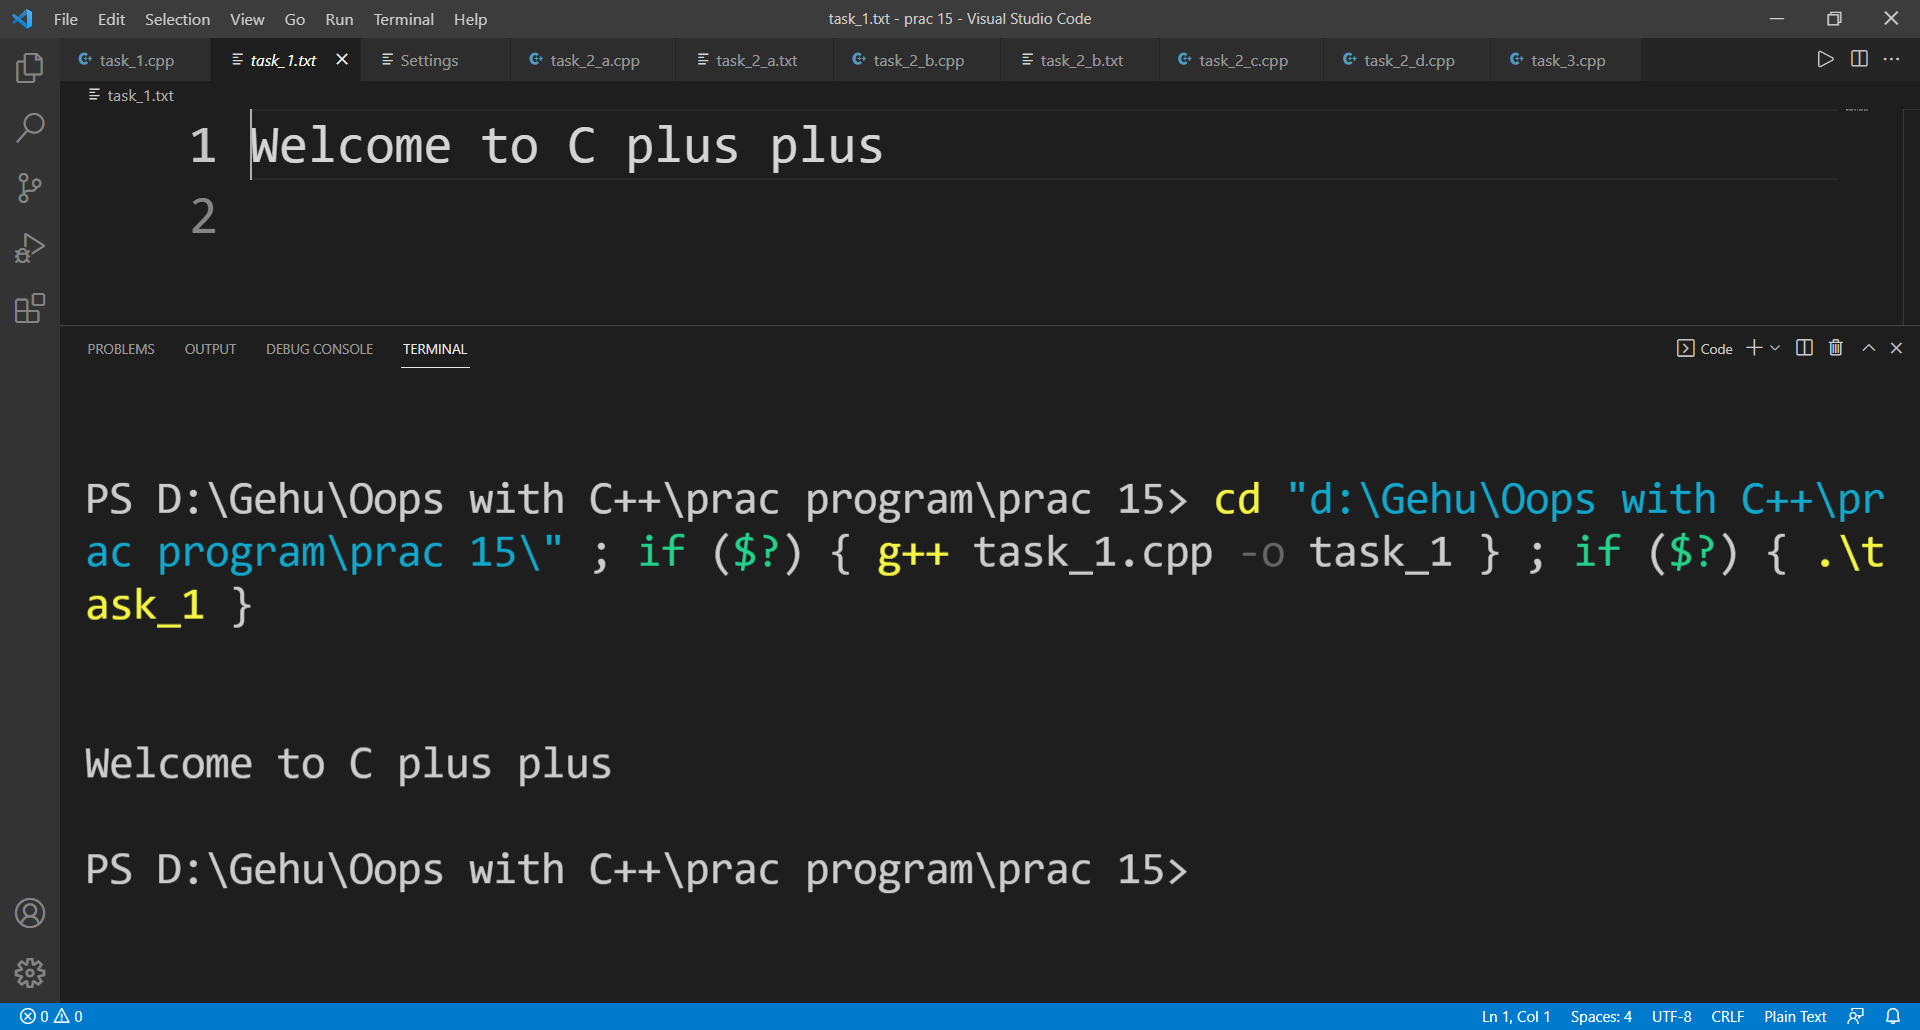 File Edit Selection View Go Run Terminal Help task_1.txt - prac 15 - Visual Studio Code
task_1.cpp task_1.txt Settings task_2_a.cpp task_2_a.txt task_2_b.cpp task_2_b.txt task_2_c.cpp task_2_d.cpp task_3.cpp
task_1.txt
1 Welcome to C plus plus
2
PROBLEMS OUTPUT DEBUG CONSOLE TERMINAL Code
PS D:\Gehu\Oops with C++\prac program\prac 15> cd "d:\Gehu\Oops with C++\pr
ac program\prac 15\" ; if ($?) { g++ task_1.cpp -o task_1 } ; if ($?) { .\t
ask_1 }
Welcome to C plus plus
PS D:\Gehu\Oops with C++\prac program\prac 15>
0 0 Ln 1, Col 1 Spaces: 4 UTF-8 CRLF Plain Text